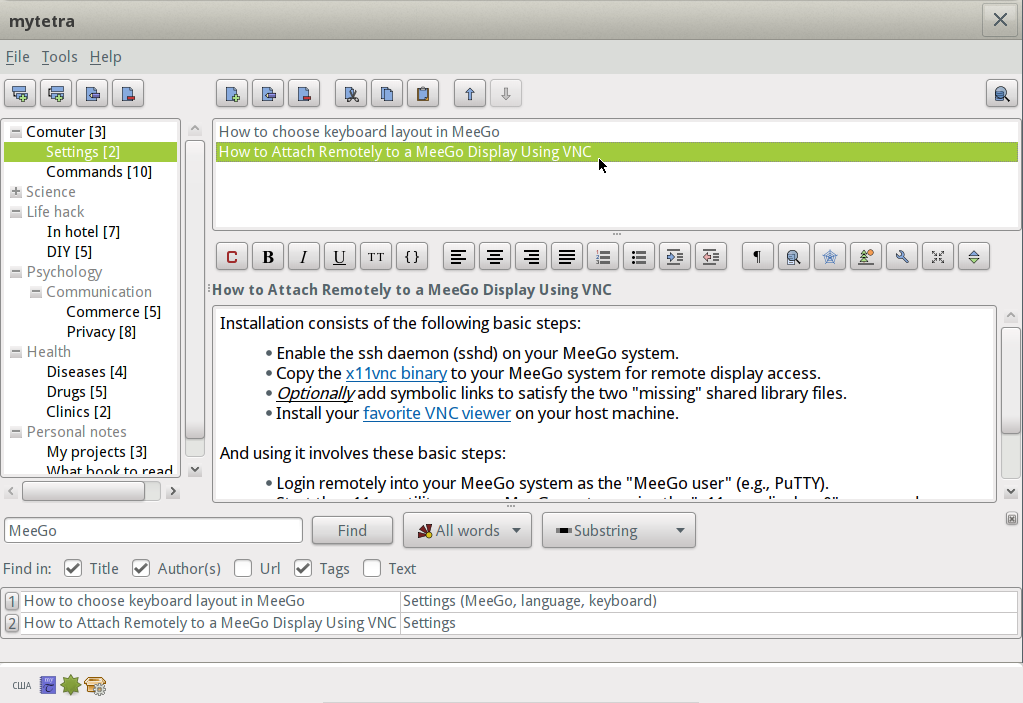 mytetra
File Tools Help
Comuter [3]
Settings [2]
Commands [10]
Science
Life hack
In hotel [7]
DIY [5]
Psychology
Communication
Commerce [5]
Privacy [8]
Health
Diseases [4]
Drugs [5]
Clinics [2]
Personal notes
My projects [3]
What book to read
How to choose keyboard layout in MeeGo
How to Attach Remotely to a MeeGo Display Using VNC
C B I U TT {} ¶
How to Attach Remotely to a MeeGo Display Using VNC
Installation consists of the following basic steps:
• Enable the ssh daemon (sshd) on your MeeGo system.
• Copy the x11vnc binary to your MeeGo system for remote display access.
• Optionally add symbolic links to satisfy the two "missing" shared library files.
• Install your favorite VNC viewer on your host machine.
And using it involves these basic steps:
• Login remotely into your MeeGo system as the "MeeGo user" (e.g., PuTTY).
MeeGo Find All words Substring
Find in: Title Author(s) Url Tags Text
1 How to choose keyboard layout in MeeGo Settings (MeeGo, language, keyboard)
2 How to Attach Remotely to a MeeGo Display Using VNC Settings
США